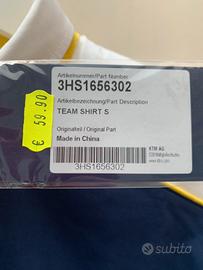 Artikelnummer/Part Number
3HS1656302
Artikelbezeichnung/Part Description
TEAM SHIRT S
Originalteil / Original Part
Made in China
KTM AG
3HS1656302
€ 59.90
subito